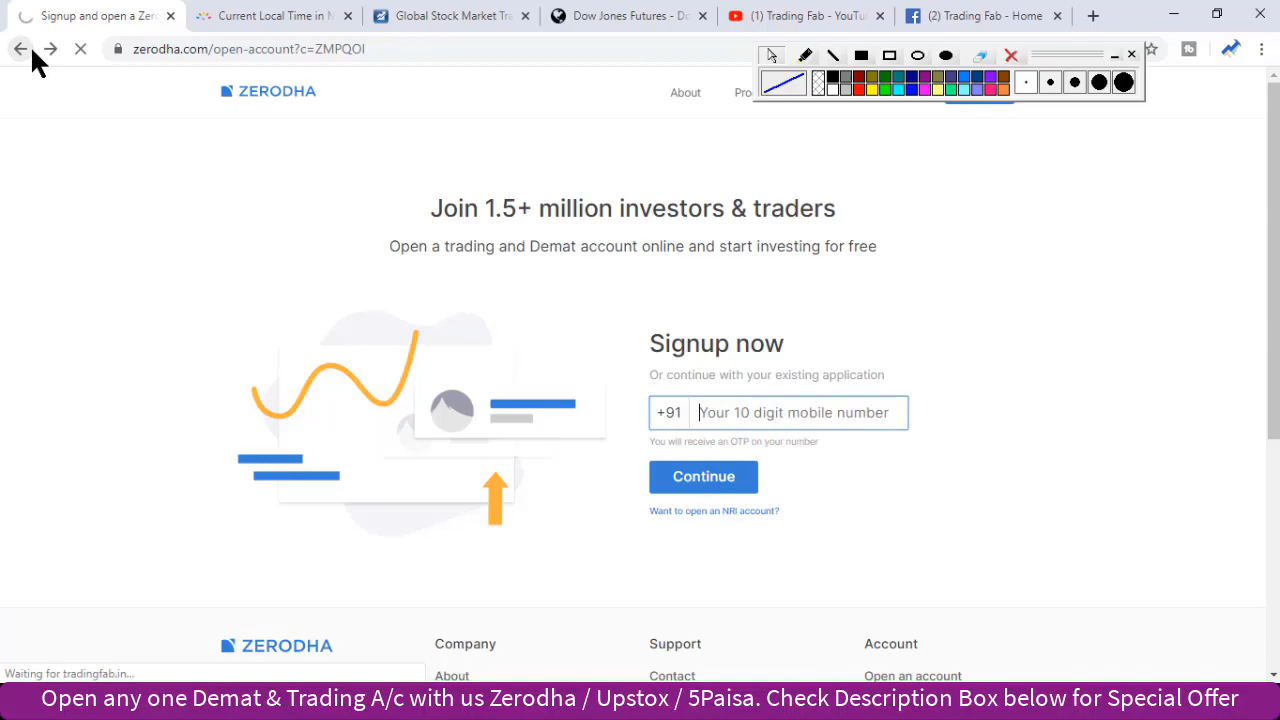 Signup and open a Zer
Current Local Time in N
Global Stock Market Tra
Dow Jones Futures - Do
(1) Trading Fab - YouTu
(2) Trading Fab - Home
zerodha.com/open-account?c=ZMPQOI
ZERODHA
About
Pro
Join 1.5+ million investors & traders
Open a trading and Demat account online and start investing for free
Signup now
Or continue with your existing application
+91 Your 10 digit mobile number
You will receive an OTP on your number
Continue
Want to open an NRI account?
ZERODHA
Company
Support
Account
About
Contact
Open an account
Waiting for tradingfab.in...
Open any one Demat & Trading A/c with us Zerodha / Upstox / 5Paisa. Check Description Box below for Special Offer